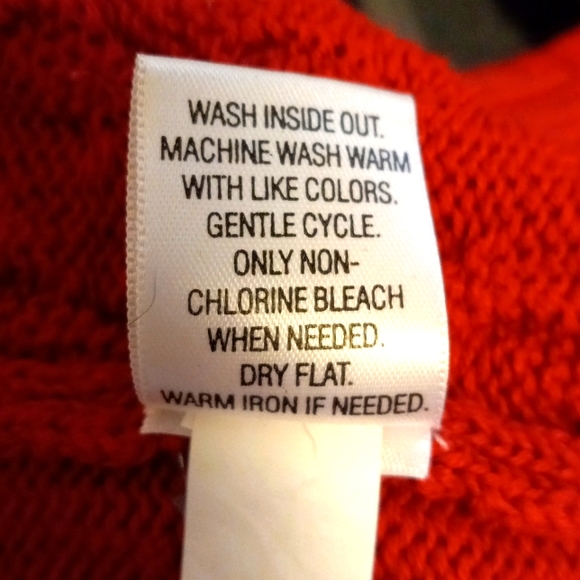 WASH INSIDE OUT.
MACHINE WASH WARM
WITH LIKE COLORS.
GENTLE CYCLE.
ONLY NON-
CHLORINE BLEACH
WHEN NEEDED.
DRY FLAT.
WARM IRON IF NEEDED.